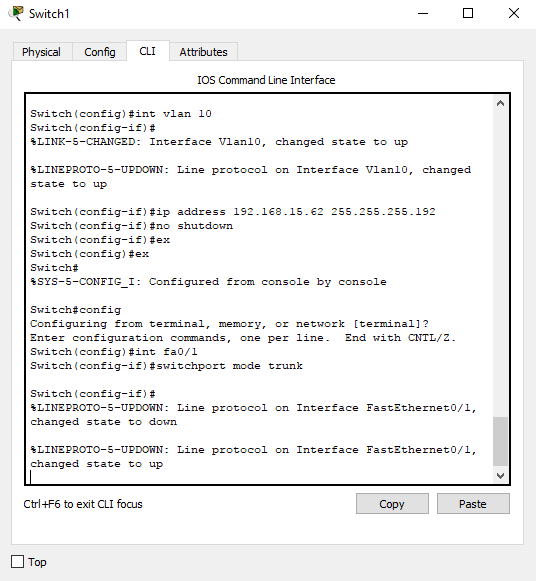 Switch1
Physical Config CLI Attributes
IOS Command Line Interface
Switch(config)#int vlan 10
Switch(config-if)#
%LINK-5-CHANGED: Interface Vlan10, changed state to up
%LINEPROTO-5-UPDOWN: Line protocol on Interface Vlan10, changed
state to up
Switch(config-if)#ip address 192.168.15.62 255.255.255.192
Switch(config-if)#no shutdown
Switch(config-if)#ex
Switch(config)#ex
Switch#
%SYS-5-CONFIG_I: Configured from console by console
Switch#config
Configuring from terminal, memory, or network [terminal]?
Enter configuration commands, one per line.  End with CNTL/Z.
Switch(config)#int fa0/1
Switch(config-if)#switchport mode trunk
Switch(config-if)#
%LINEPROTO-5-UPDOWN: Line protocol on Interface FastEthernet0/1,
changed state to down
%LINEPROTO-5-UPDOWN: Line protocol on Interface FastEthernet0/1,
changed state to up
Ctrl+F6 to exit CLI focus
Copy Paste
Top